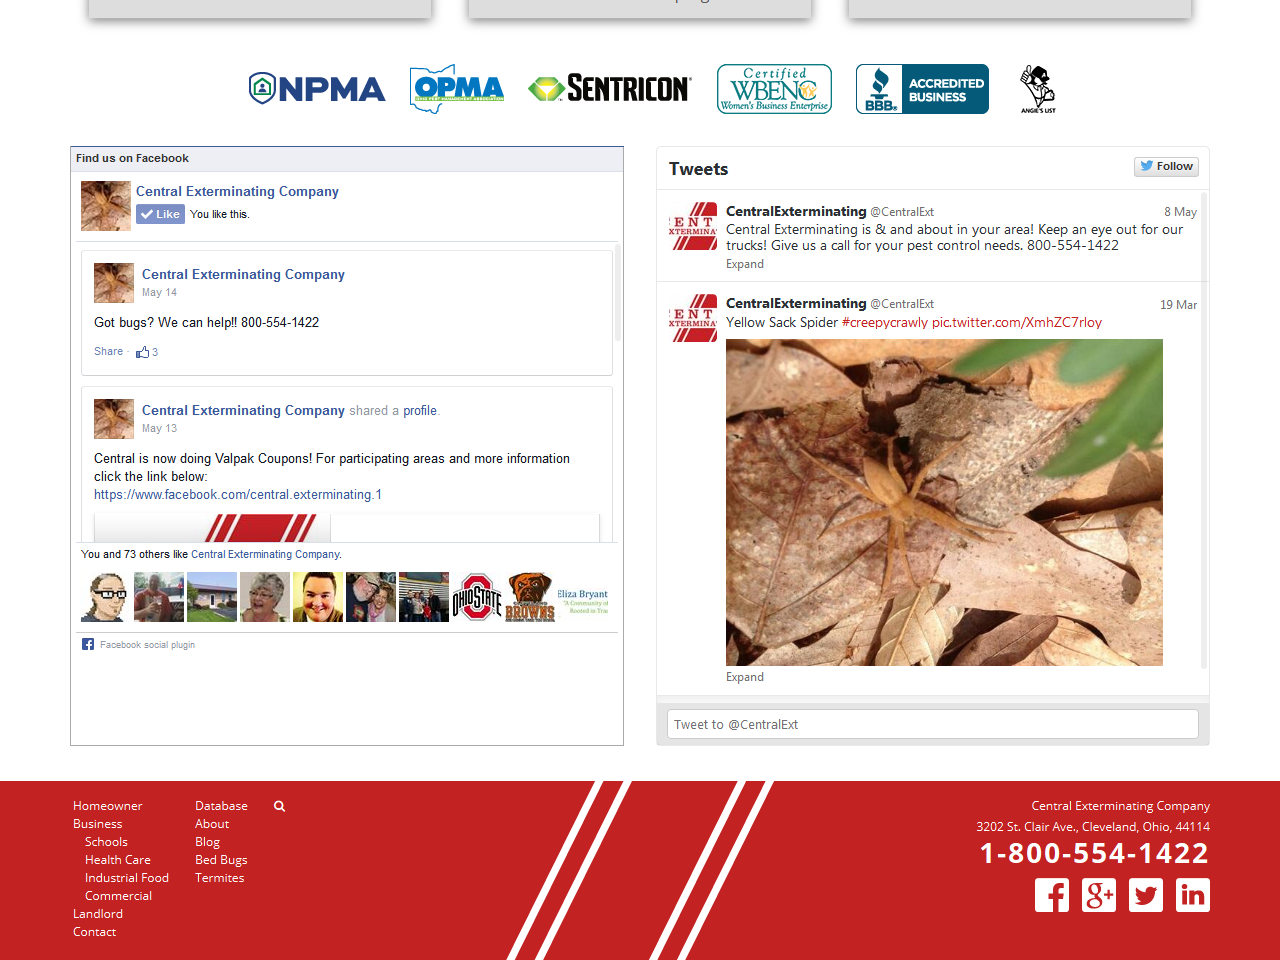 NPMA
OPMA
OHIO PEST MANAGEMENT ASSOCIATION
SENTRICON
Certified
WBENC
Women's Business Enterprise
BBB
ACCREDITED
BUSINESS
ANGIE'S LIST
Find us on Facebook
Central Exterminating Company
Like You like this.
Central Exterminating Company
May 14
Got bugs? We can help!! 800-554-1422
Share · 3
Central Exterminating Company shared a profile.
May 13
Central is now doing Valpak Coupons! For participating areas and more information
click the link below:
https://www.facebook.com/central.exterminating.1
You and 73 others like Central Exterminating Company.
OHIO STATE
BROWNS
Eliza Bryant
"A Community of
Facebook social plugin
Tweets
Follow
CentralExterminating @CentralExt 8 May
Central Exterminating is & and about in your area! Keep an eye out for our
trucks! Give us a call for your pest control needs. 800-554-1422
Expand
CentralExterminating @CentralExt 19 Mar
Yellow Sack Spider #creepycrawly pic.twitter.com/XmhZC7rloy
Expand
Tweet to @CentralExt
Homeowner
Business
Schools
Health Care
Industrial Food
Commercial
Landlord
Contact
Database
About
Blog
Bed Bugs
Termites
Central Exterminating Company
3202 St. Clair Ave., Cleveland, Ohio, 44114
1-800-554-1422